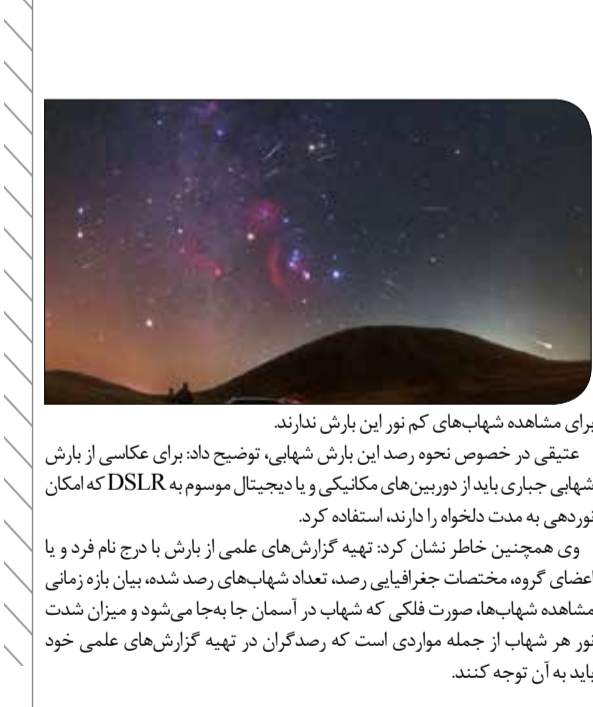 برای مشاهده شهاب‌های کم نور این بارش ندارند.
عتیقی در خصوص نحوه رصد این بارش شهابی، توضیح داد: برای عکاسی از بارش
شهابی جباری باید از دوربین‌های مکانیکی و یا دیجیتال موسوم به DSLR که امکان
نوردهی به مدت دلخواه را دارند، استفاده کرد.
وی همچنین خاطر نشان کرد: تهیه گزارش‌های علمی از بارش با درج نام فرد و یا
اعضای گروه، مختصات جغرافیایی رصد، تعداد شهاب‌های رصد شده، بیان بازه زمانی
مشاهده شهاب‌ها، صورت فلکی که شهاب در آسمان جا به‌جا می‌شود و میزان شدت
نور هر شهاب از جمله مواردی است که رصدگران در تهیه گزارش‌های علمی خود
باید به آن توجه کنند.